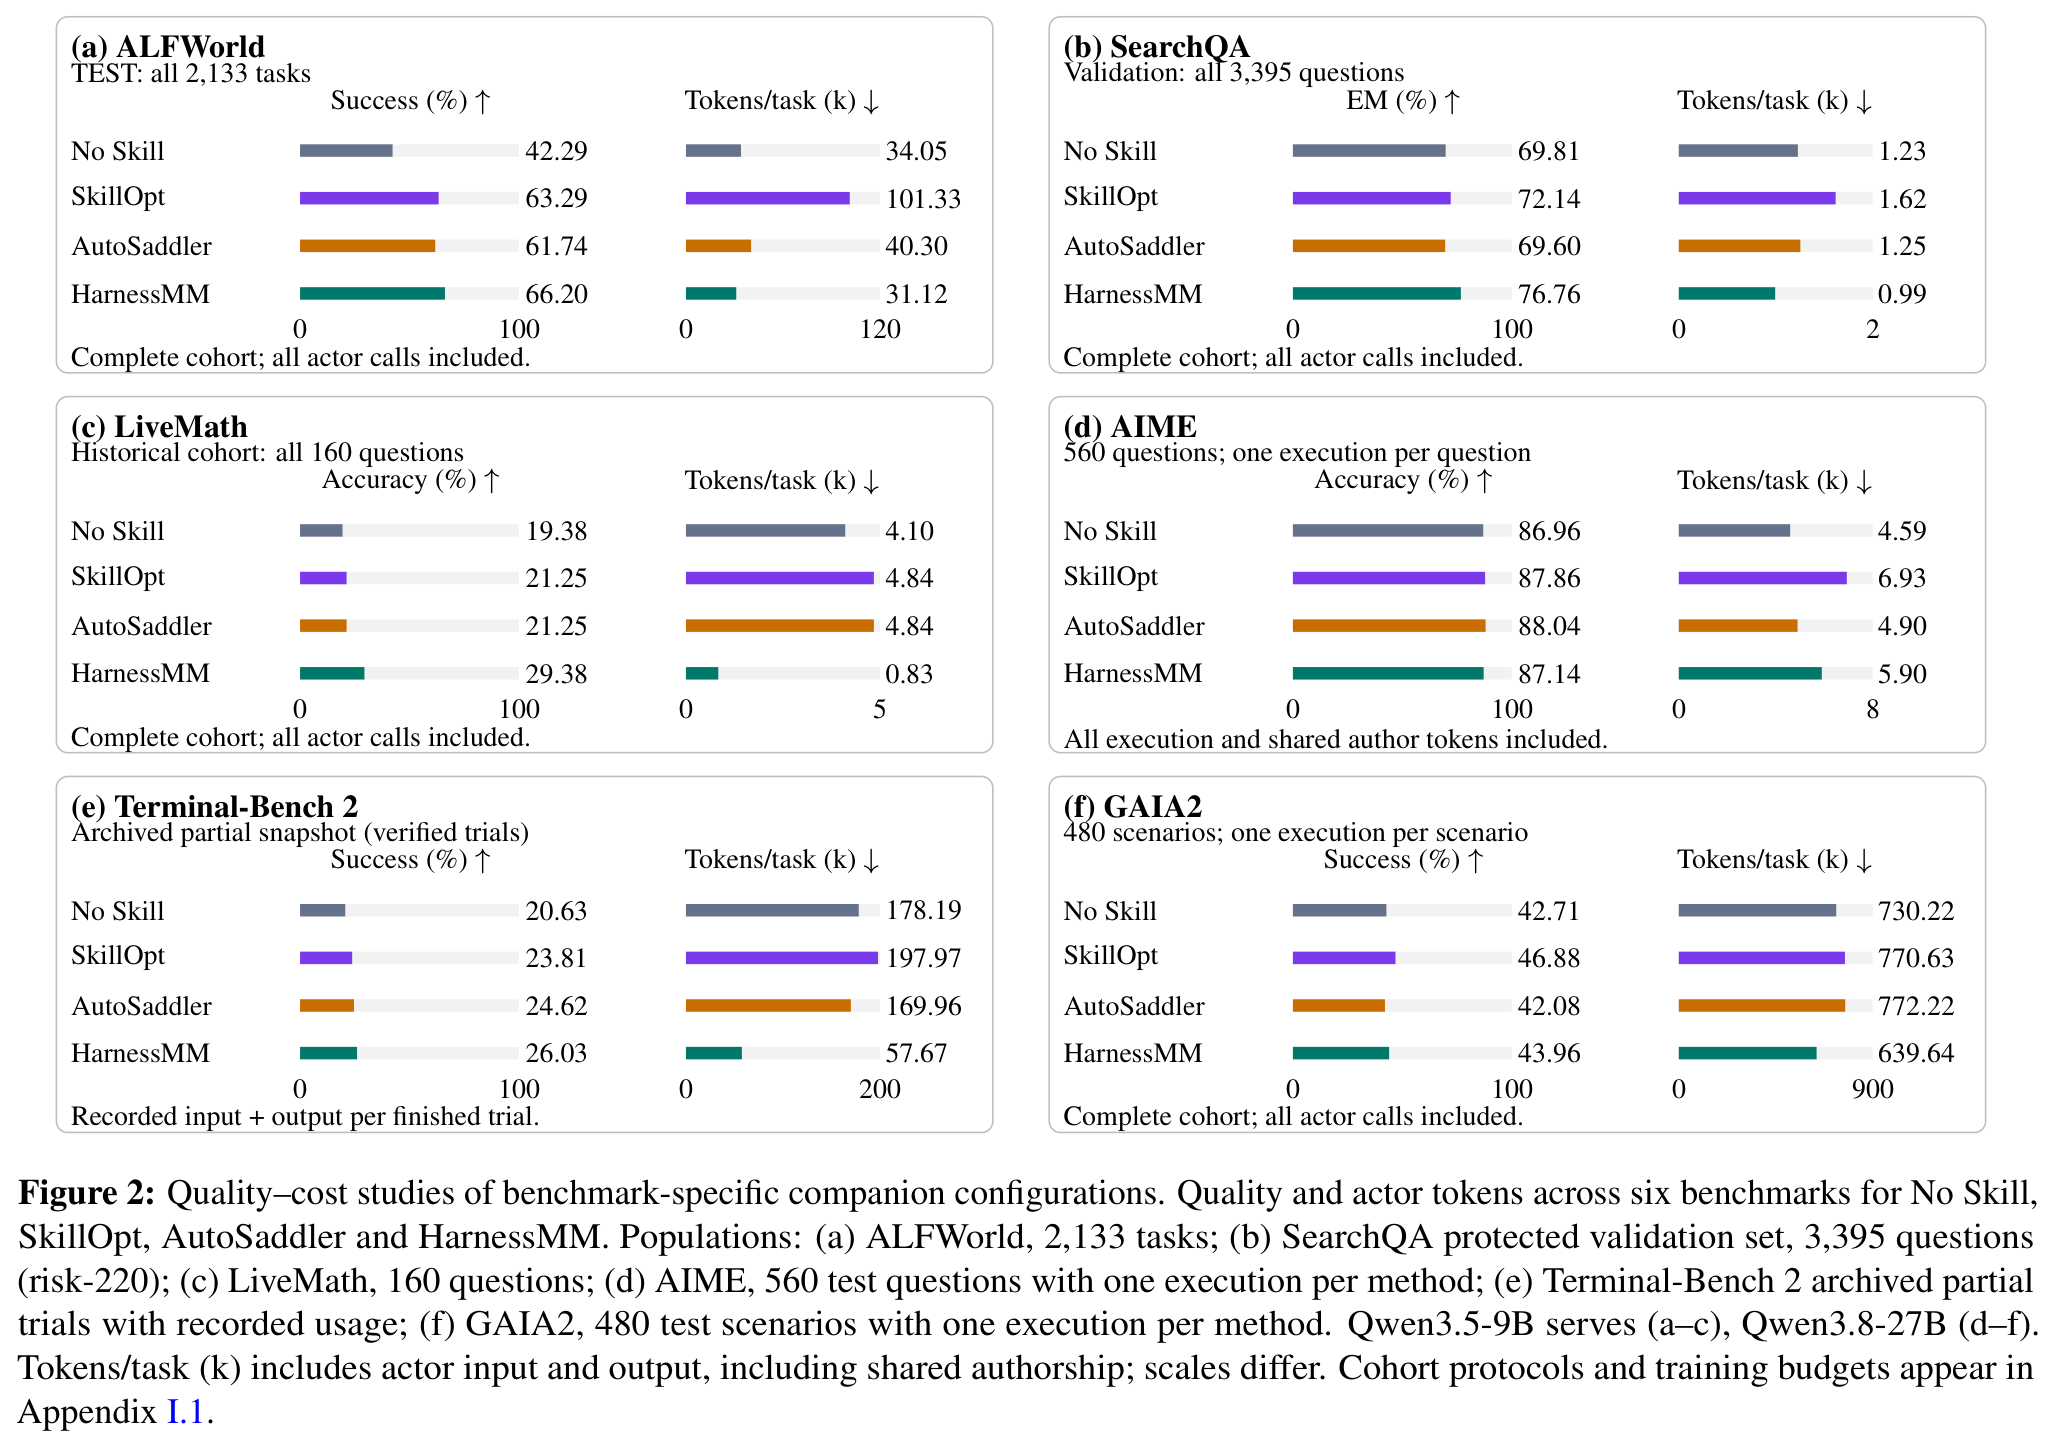 (a) ALFWorld
TEST: all 2,133 tasks
Success (%) ↑ Tokens/task (k) ↓
No Skill 42.29 34.05
SkillOpt 63.29 101.33
AutoSaddler 61.74 40.30
HarnessMM 66.20 31.12
0 100 0 120
Complete cohort; all actor calls included.
(b) SearchQA
Validation: all 3,395 questions
EM (%) ↑ Tokens/task (k) ↓
No Skill 69.81 1.23
SkillOpt 72.14 1.62
AutoSaddler 69.60 1.25
HarnessMM 76.76 0.99
0 100 0 2
Complete cohort; all actor calls included.
(c) LiveMath
Historical cohort: all 160 questions
Accuracy (%) ↑ Tokens/task (k) ↓
No Skill 19.38 4.10
SkillOpt 21.25 4.84
AutoSaddler 21.25 4.84
HarnessMM 29.38 0.83
0 100 0 5
Complete cohort; all actor calls included.
(d) AIME
560 questions; one execution per question
Accuracy (%) ↑ Tokens/task (k) ↓
No Skill 86.96 4.59
SkillOpt 87.86 6.93
AutoSaddler 88.04 4.90
HarnessMM 87.14 5.90
0 100 0 8
All execution and shared author tokens included.
(e) Terminal-Bench 2
Archived partial snapshot (verified trials)
Success (%) ↑ Tokens/task (k) ↓
No Skill 20.63 178.19
SkillOpt 23.81 197.97
AutoSaddler 24.62 169.96
HarnessMM 26.03 57.67
0 100 0 200
Recorded input + output per finished trial.
(f) GAIA2
480 scenarios; one execution per scenario
Success (%) ↑ Tokens/task (k) ↓
No Skill 42.71 730.22
SkillOpt 46.88 770.63
AutoSaddler 42.08 772.22
HarnessMM 43.96 639.64
0 100 0 900
Complete cohort; all actor calls included.
Figure 2: Quality–cost studies of benchmark-specific companion configurations. Quality and actor tokens across six benchmarks for No Skill,
SkillOpt, AutoSaddler and HarnessMM. Populations: (a) ALFWorld, 2,133 tasks; (b) SearchQA protected validation set, 3,395 questions
(risk-220); (c) LiveMath, 160 questions; (d) AIME, 560 test questions with one execution per method; (e) Terminal-Bench 2 archived partial
trials with recorded usage; (f) GAIA2, 480 test scenarios with one execution per method. Qwen3.5-9B serves (a–c), Qwen3.8-27B (d–f).
Tokens/task (k) includes actor input and output, including shared authorship; scales differ. Cohort protocols and training budgets appear in
Appendix I.1.